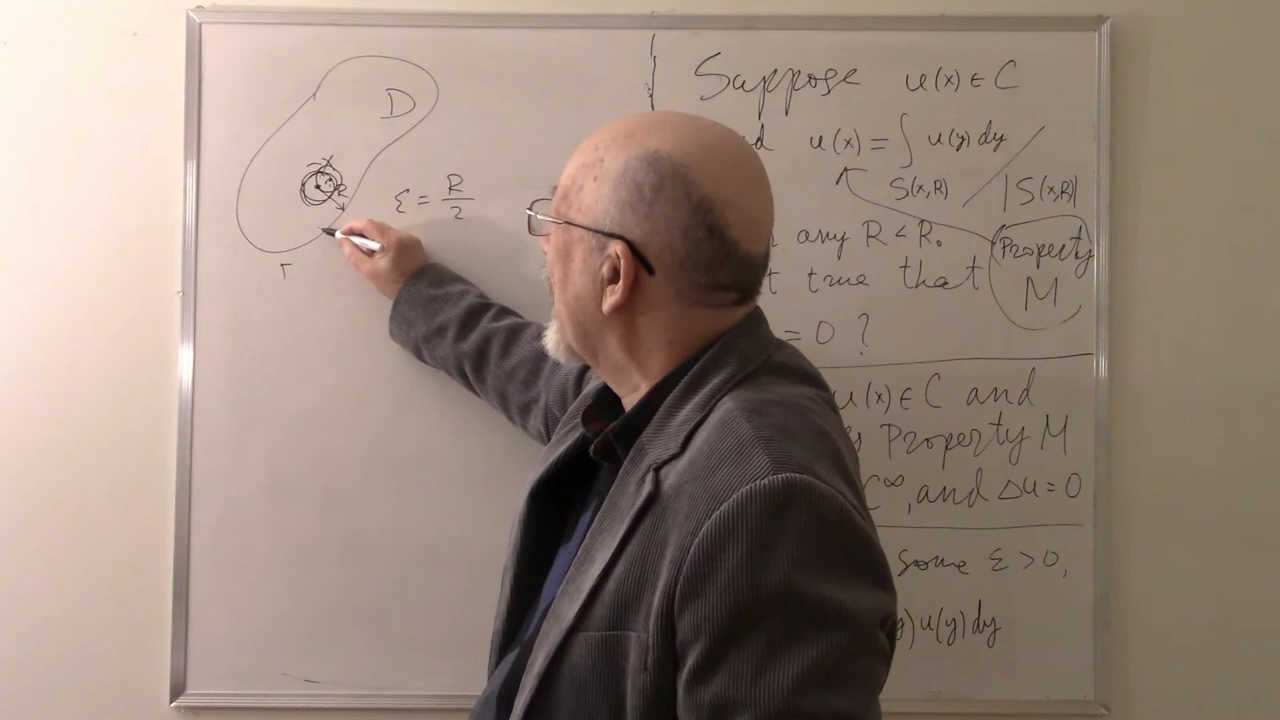 D
R
ε = R/2
Γ
Suppose u(x) ∈ C
u(x) = ∫ u(y) dy /
S(x,R) |S(x,R)|
any R < R₀
true that
(Property
M
= 0 ?
u(x) ∈ C and
Property M
C^∞, and Δu = 0
some ε > 0,
y) u(y) dy